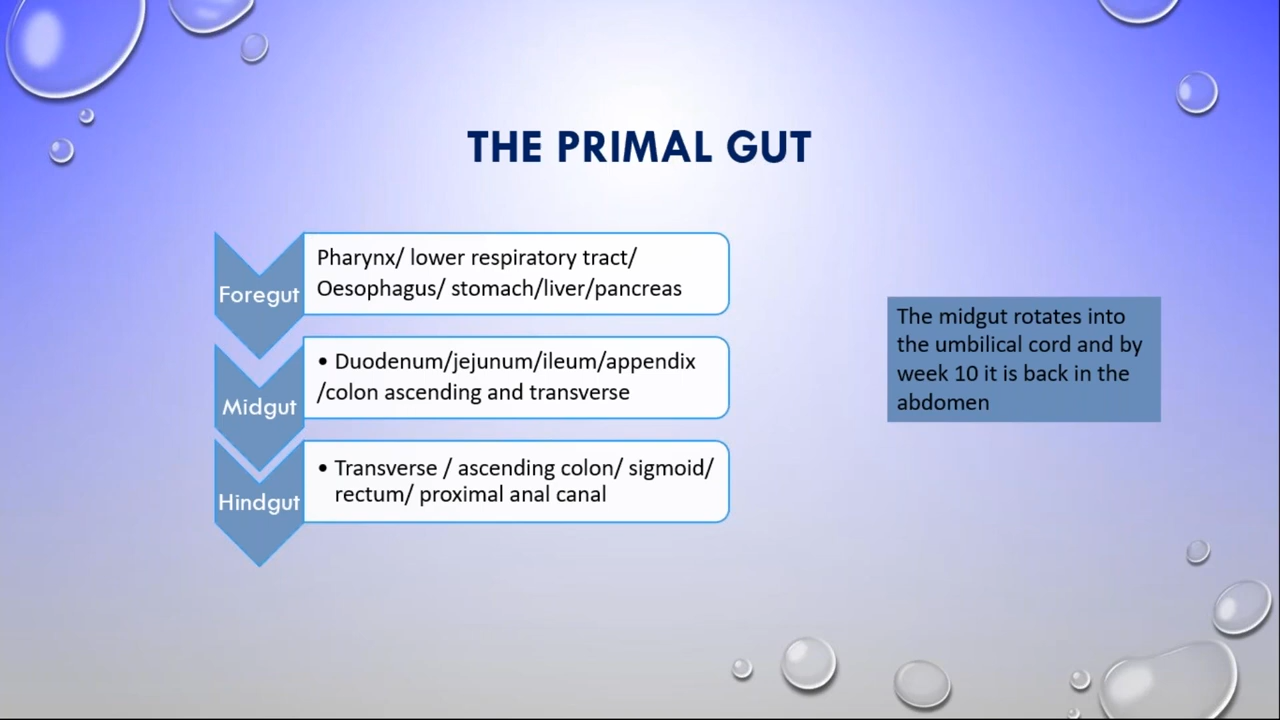 THE PRIMAL GUT
Foregut
Pharynx/ lower respiratory tract/
Oesophagus/ stomach/liver/pancreas
Midgut
• Duodenum/jejunum/ileum/appendix
/colon ascending and transverse
Hindgut
• Transverse / ascending colon/ sigmoid/
rectum/ proximal anal canal
The midgut rotates into
the umbilical cord and by
week 10 it is back in the
abdomen